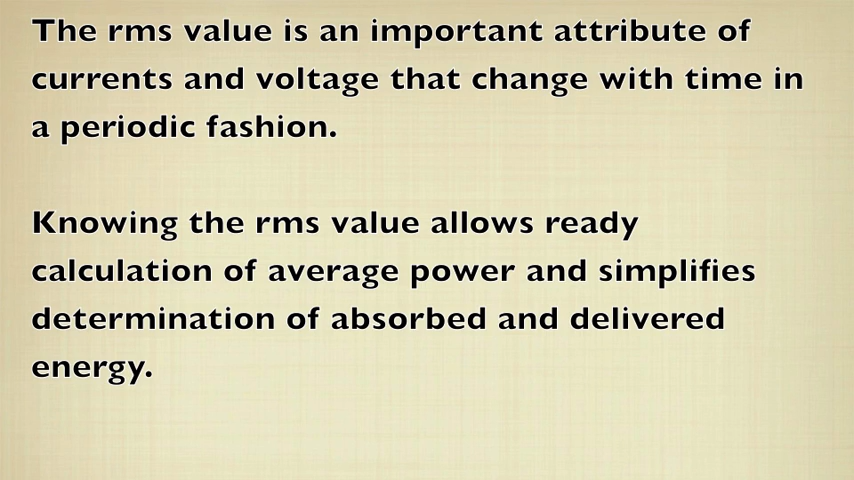 The rms value is an important attribute of
currents and voltage that change with time in
a periodic fashion.
Knowing the rms value allows ready
calculation of average power and simplifies
determination of absorbed and delivered
energy.